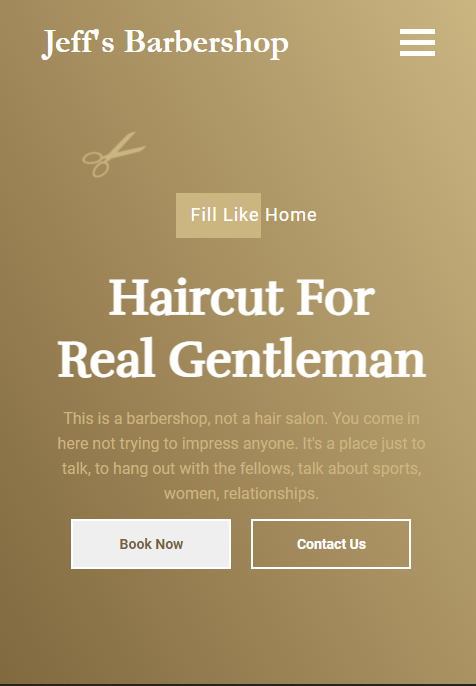 Jeff's Barbershop
Fill Like Home
Haircut For
Real Gentleman
This is a barbershop, not a hair salon. You come in
here not trying to impress anyone. It's a place just to
talk, to hang out with the fellows, talk about sports,
women, relationships.
Book Now
Contact Us